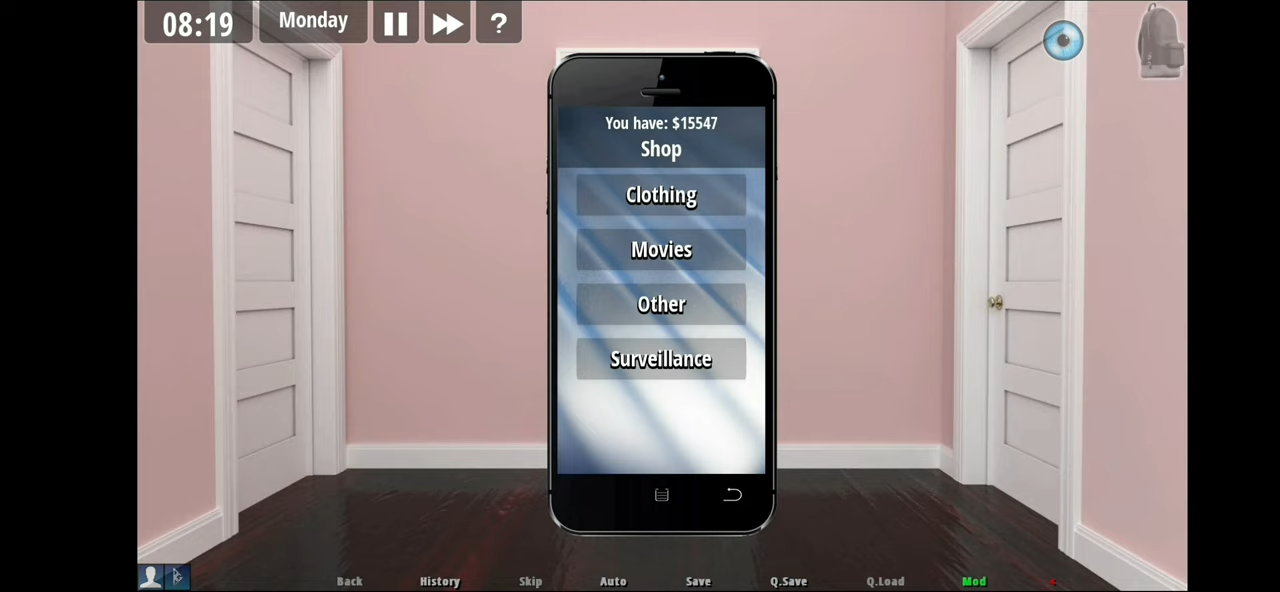 08:19
Monday
?
You have: $15547
Shop
Clothing
Movies
Other
Surveillance
Back History Skip Auto Save Q.Save Q.Load Mod <